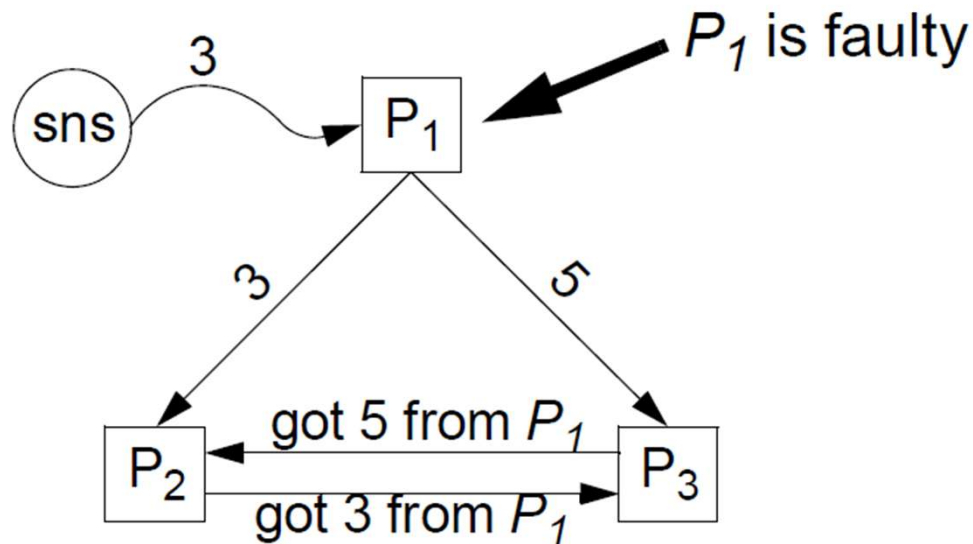 P₁ is faulty
3
sns
P₁
3
5
got 5 from P₁
P₂
P₃
got 3 from P₁